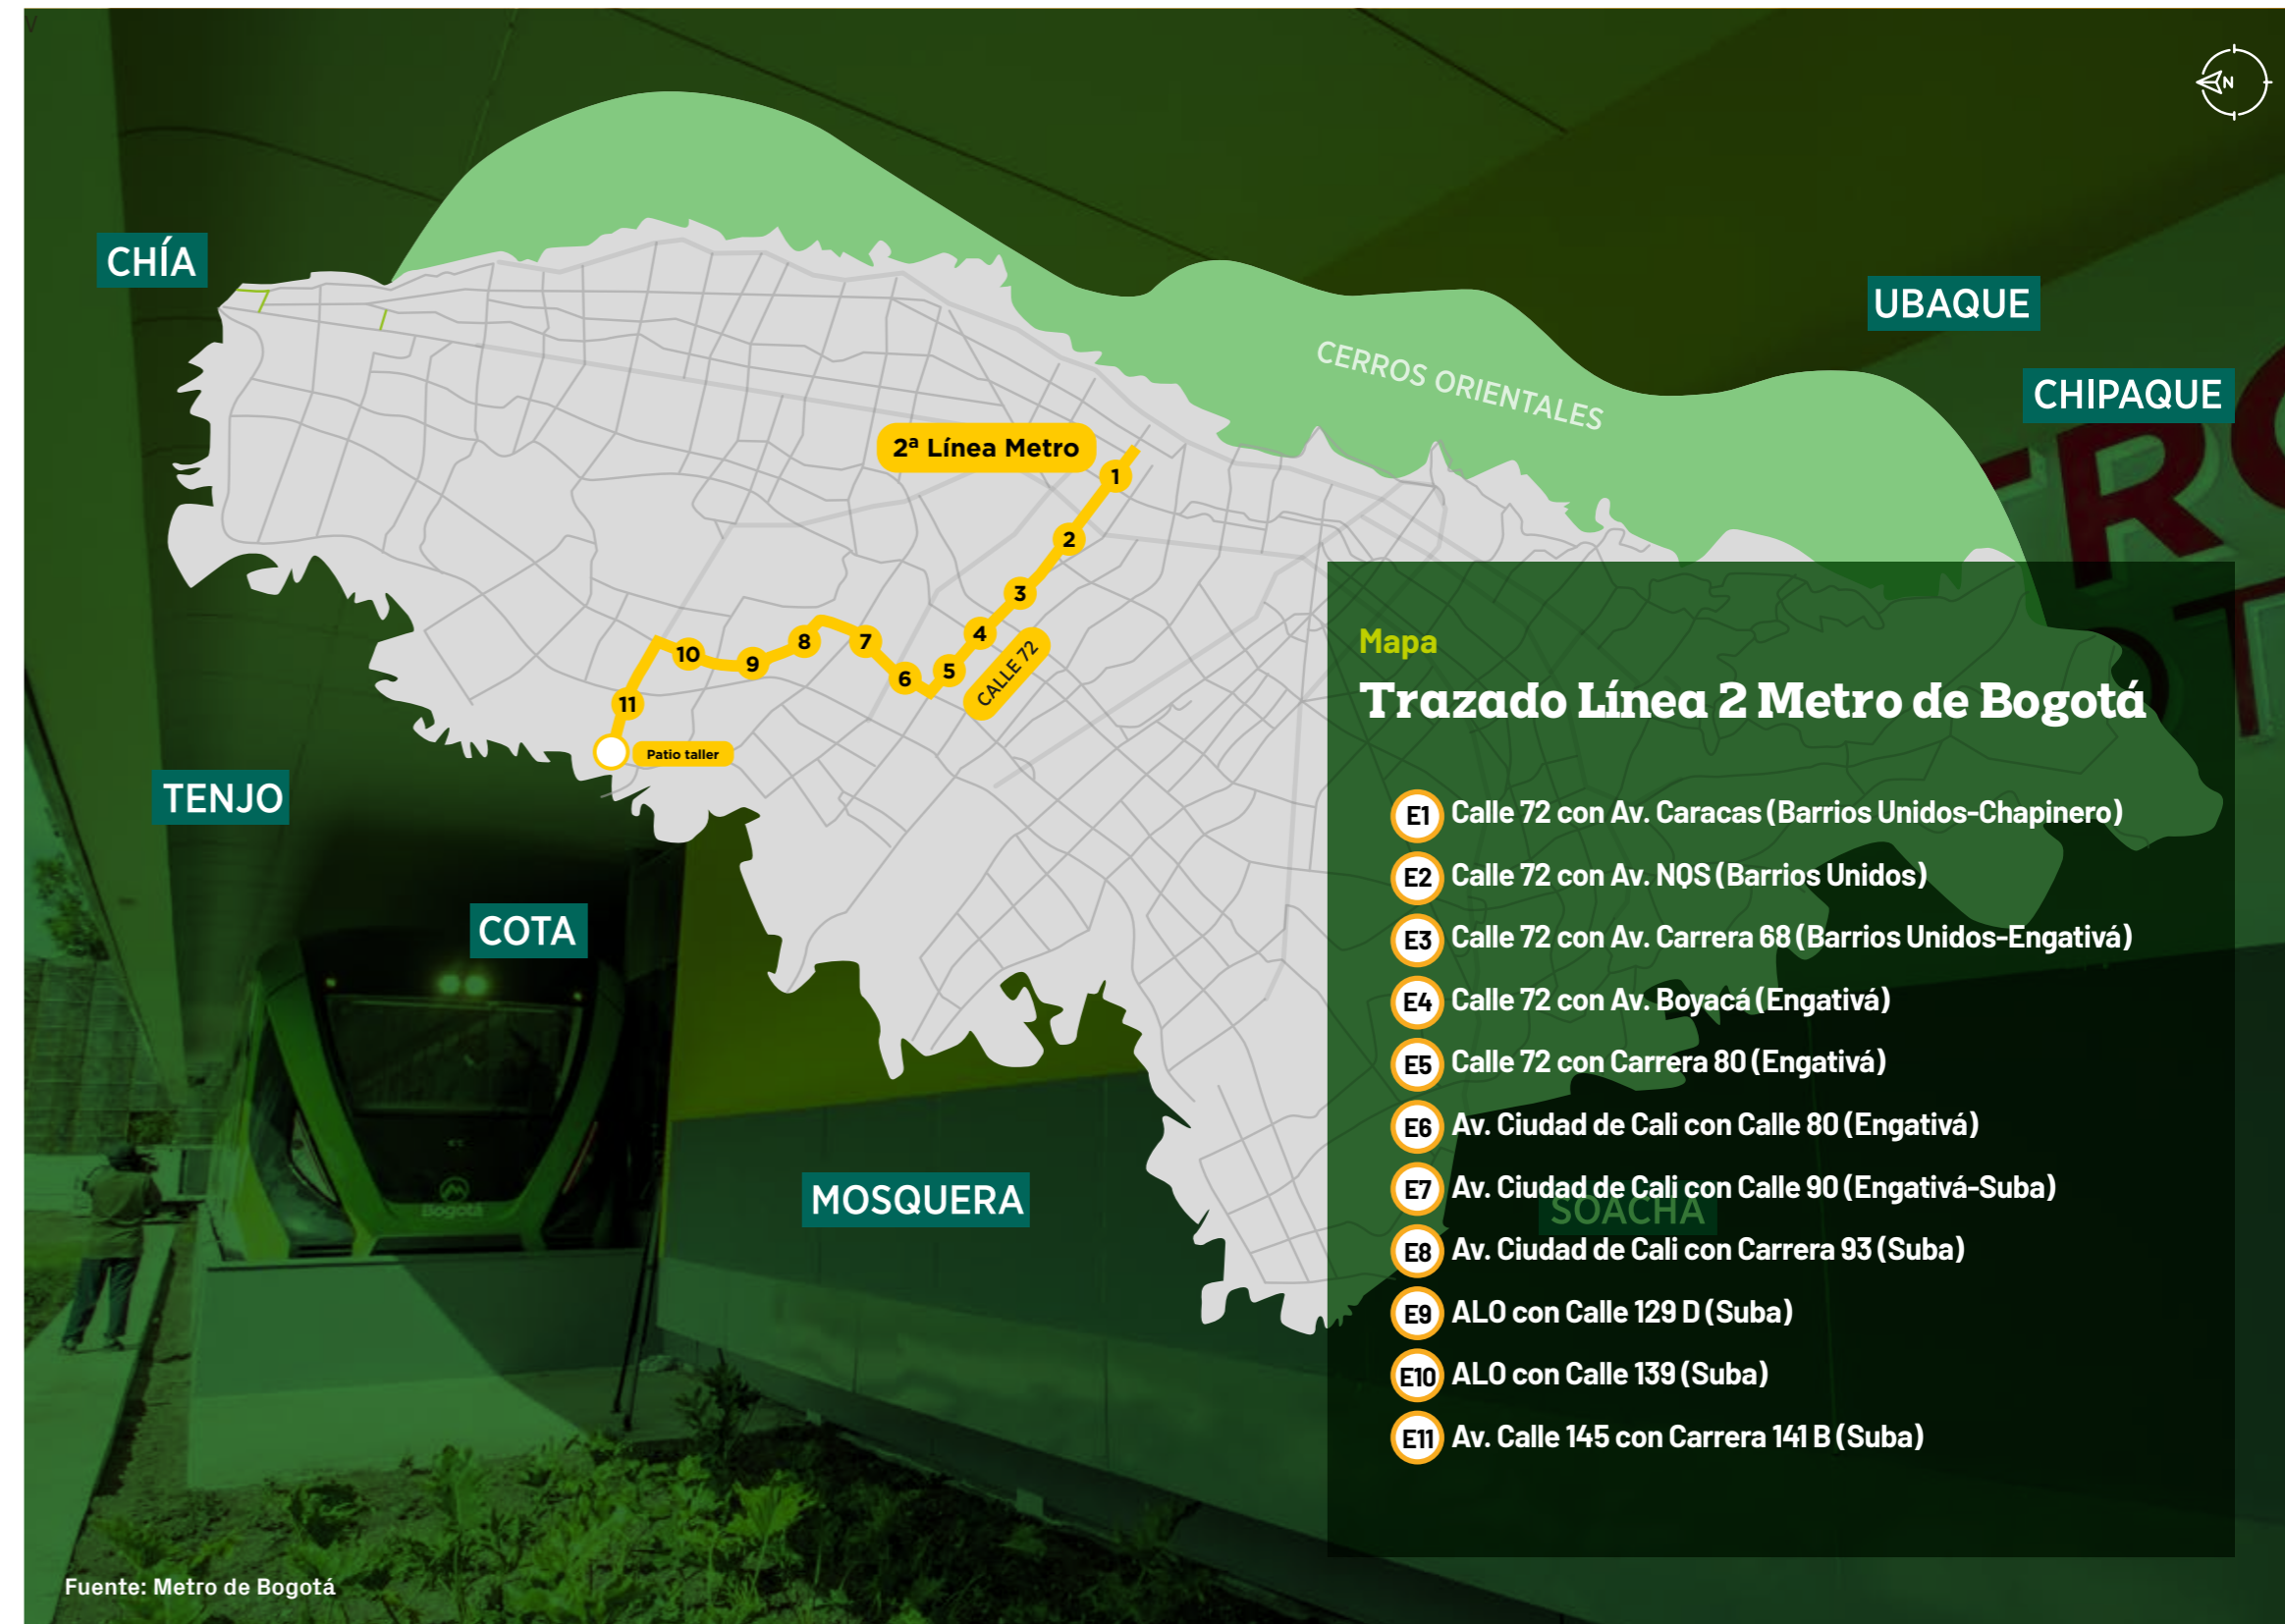 N
CHÍA
UBAQUE
CERROS ORIENTALES
CHIPAQUE
2ª Línea Metro
1
2
3
4
5
6
7
8
9
10
11
CALLE 72
Patio taller
TENJO
COTA
MOSQUERA
Bogotá
Mapa
Trazado Línea 2 Metro de Bogotá
E1 Calle 72 con Av. Caracas (Barrios Unidos-Chapinero)
E2 Calle 72 con Av. NQS (Barrios Unidos)
E3 Calle 72 con Av. Carrera 68 (Barrios Unidos-Engativá)
E4 Calle 72 con Av. Boyacá (Engativá)
E5 Calle 72 con Carrera 80 (Engativá)
E6 Av. Ciudad de Cali con Calle 80 (Engativá)
E7 Av. Ciudad de Cali con Calle 90 (Engativá-Suba)
SOACHA
E8 Av. Ciudad de Cali con Carrera 93 (Suba)
E9 ALO con Calle 129 D (Suba)
E10 ALO con Calle 139 (Suba)
E11 Av. Calle 145 con Carrera 141 B (Suba)
Fuente: Metro de Bogotá